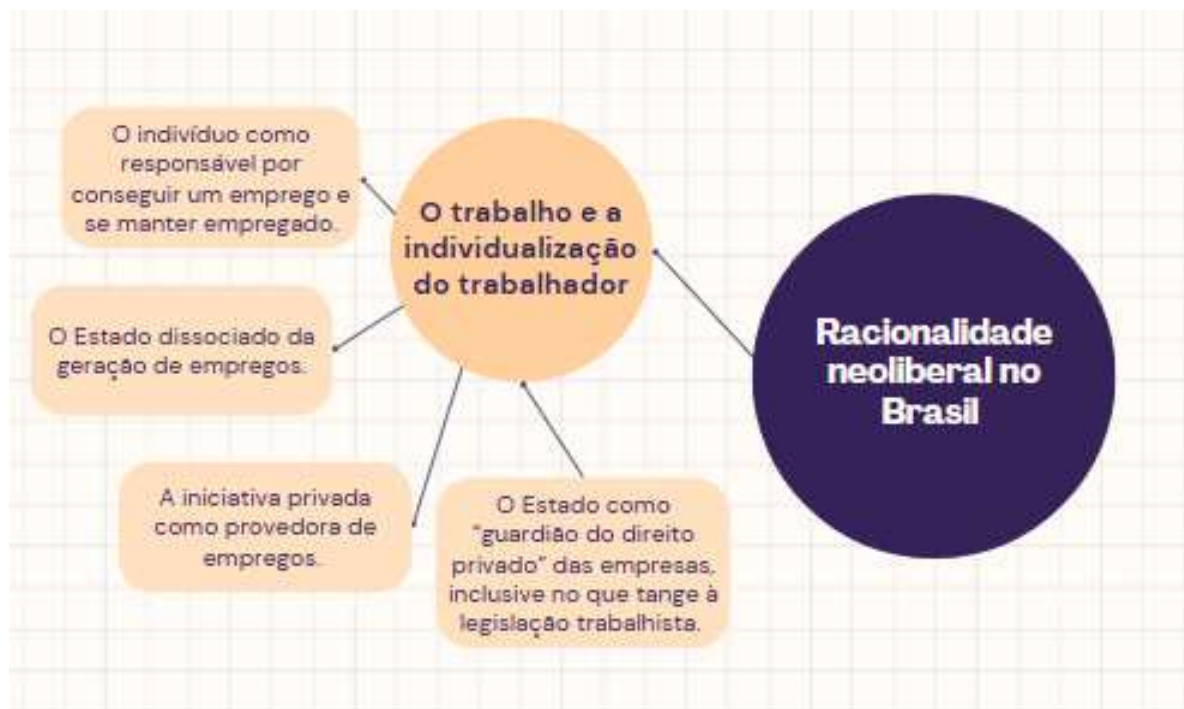 O indivíduo como
responsável por
conseguir um emprego e
se manter empregado.
O trabalho e a
individualização
do trabalhador
O Estado dissociado da
geração de empregos.
Racionalidade
neoliberal no
Brasil
A iniciativa privada
como provedora de
empregos.
O Estado como
“guardião do direito
privado” das empresas,
inclusive no que tange à
legislação trabalhista.